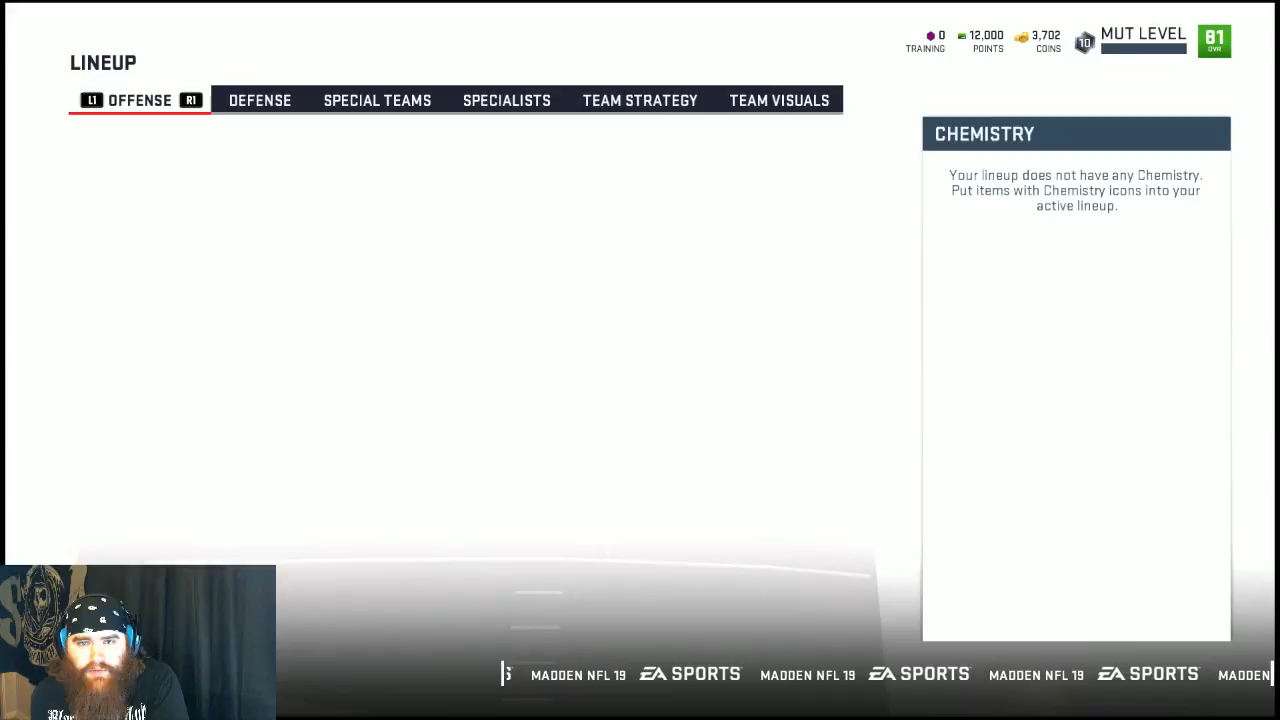 0
TRAINING
12,000
POINTS
3,702
COINS
10
MUT LEVEL
81
OVR
LINEUP
L1 OFFENSE R1
DEFENSE
SPECIAL TEAMS
SPECIALISTS
TEAM STRATEGY
TEAM VISUALS
CHEMISTRY
Your lineup does not have any Chemistry.
Put items with Chemistry icons into your
active lineup.
MADDEN NFL 19 EA SPORTS MADDEN NFL 19 EA SPORTS MADDEN NFL 19 EA SPORTS MADDEN